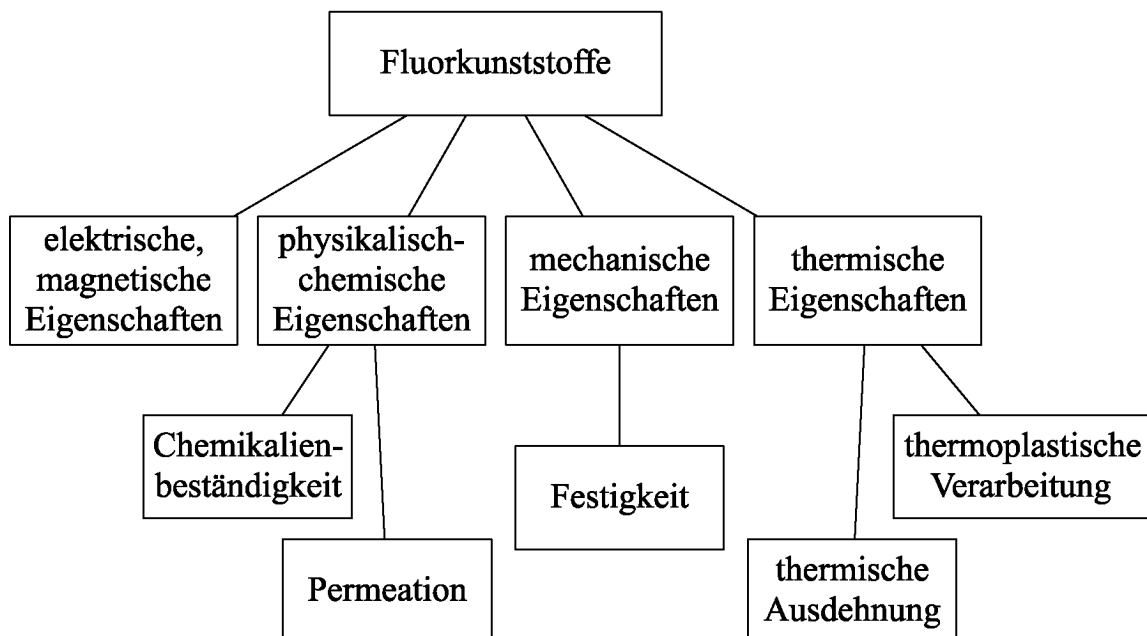 Fluorkunststoffe
elektrische,
magnetische
Eigenschaften
physikalisch-
chemische
Eigenschaften
mechanische
Eigenschaften
thermische
Eigenschaften
Chemikalien-
beständigkeit
Permeation
Festigkeit
thermische
Ausdehnung
thermoplastische
Verarbeitung